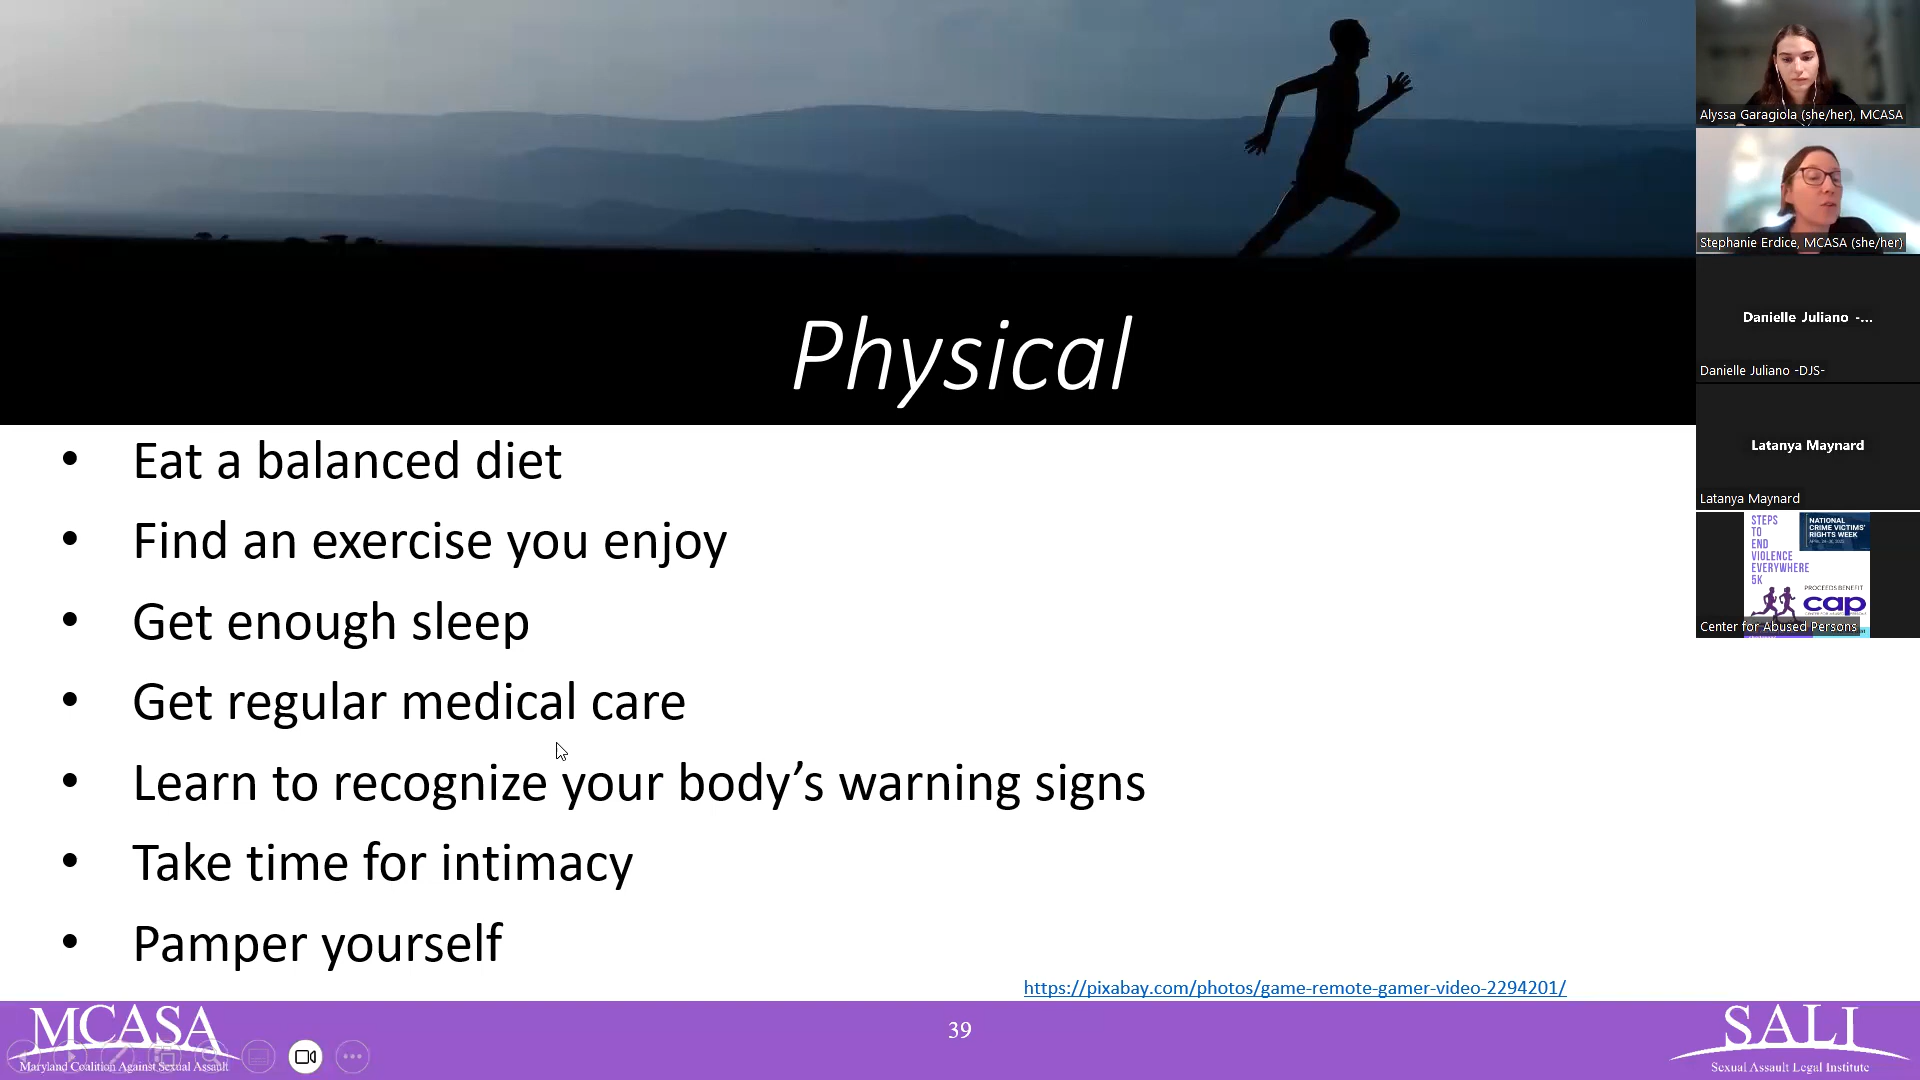 Physical
• Eat a balanced diet
• Find an exercise you enjoy
• Get enough sleep
• Get regular medical care
• Learn to recognize your body’s warning signs
• Take time for intimacy
• Pamper yourself
https://pixabay.com/photos/game-remote-gamer-video-2294201/
MCASA
Maryland Coalition Against Sexual Assault
39
SALI
Sexual Assault Legal Institute
Alyssa Garagiola (she/her), MCASA
Stephanie Erdice, MCASA (she/her)
Danielle Juliano -...
Danielle Juliano -DJS-
Latanya Maynard
Latanya Maynard
STEPS
TO
END
VIOLENCE
EVERYWHERE
5K
NATIONAL
CRIME VICTIMS'
RIGHTS WEEK
PROCEEDS BENEFIT
cap
Center for Abused Persons